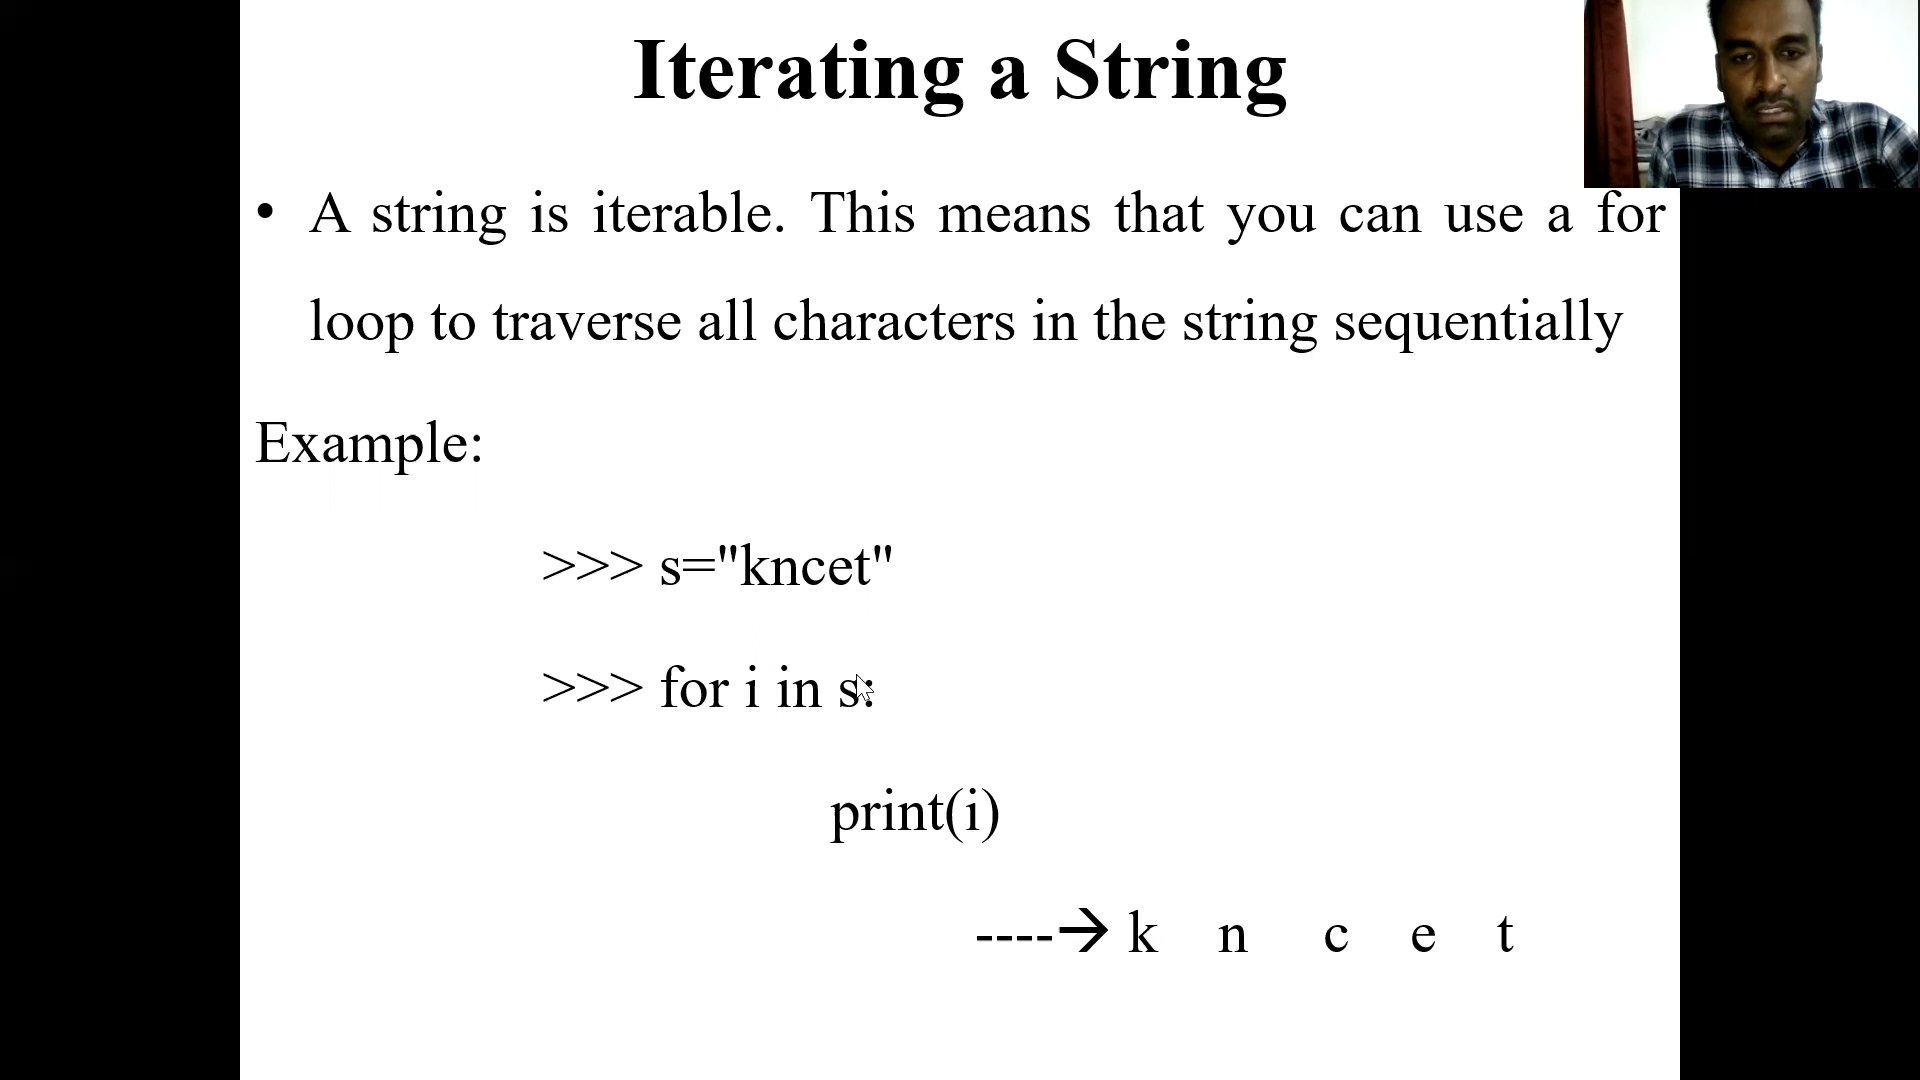 Iterating a String
• A string is iterable. This means that you can use a for
loop to traverse all characters in the string sequentially
Example:
>>> s="kncet"
>>> for i in s:
print(i)
----→ k n c e t